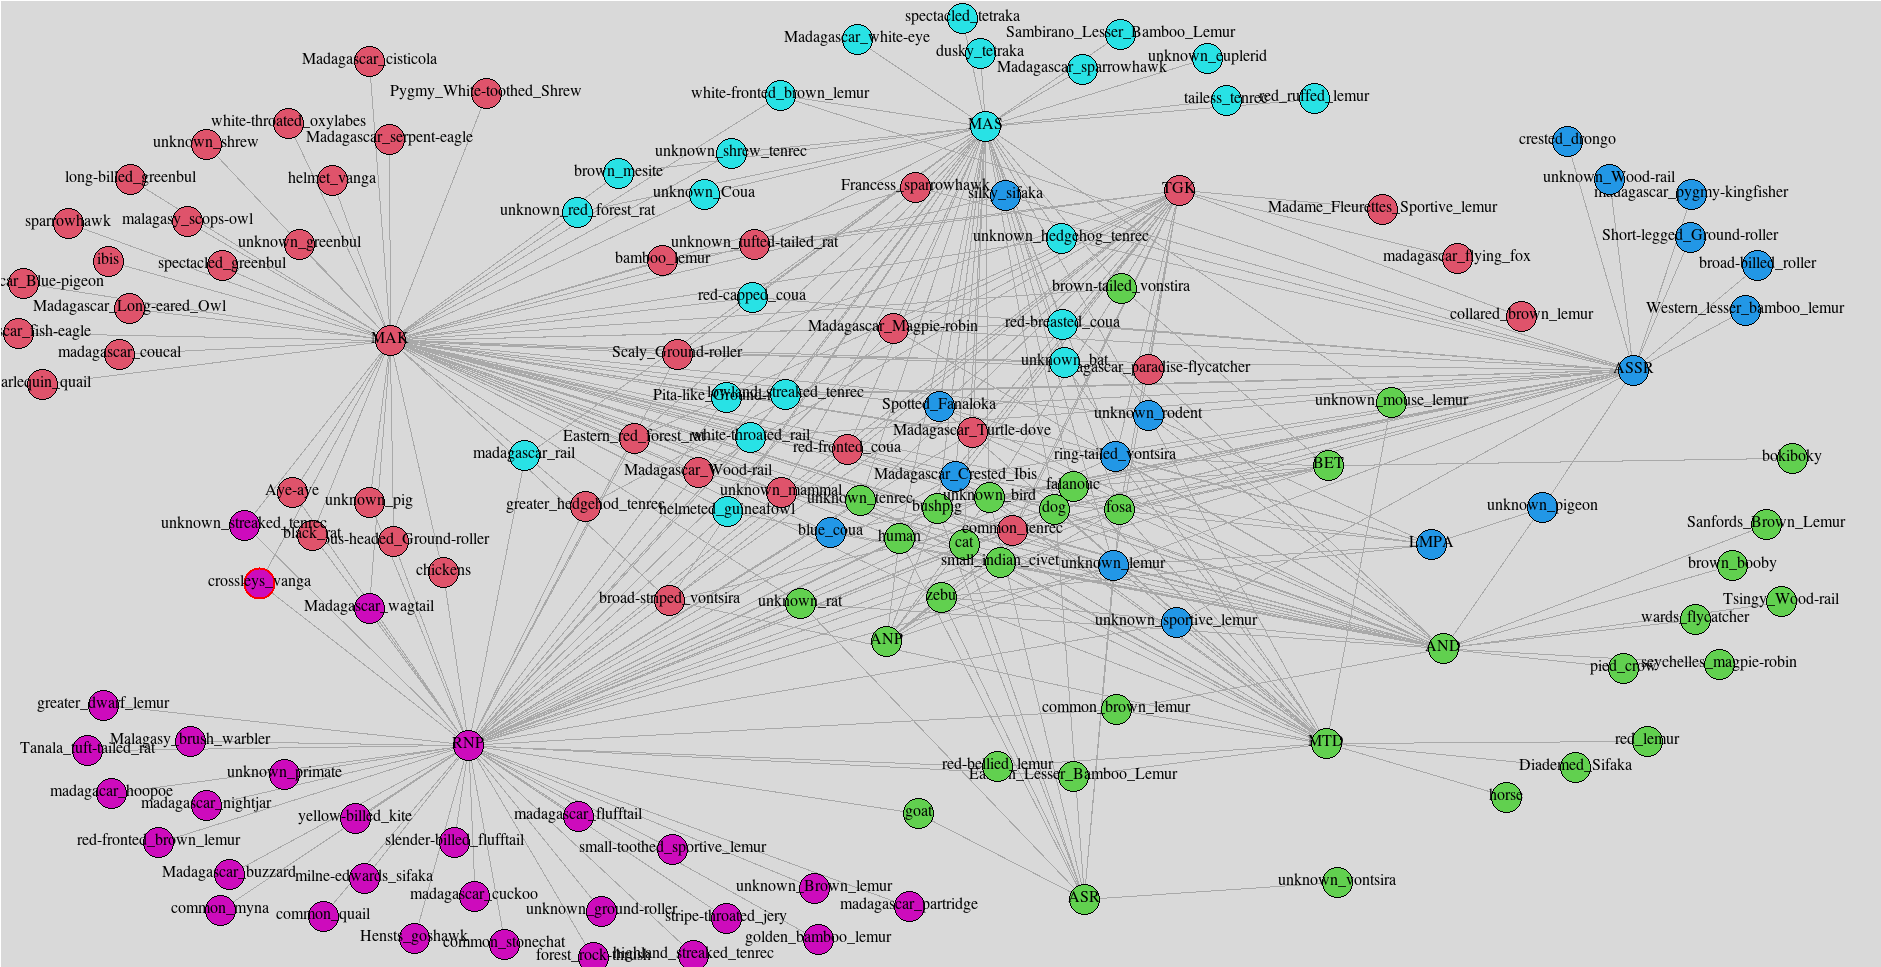 spectacled_tetraka
Madagascar_white-eye
Sambirano_Lesser_Bamboo_Lemur
dusky_tetraka
Madagascar_cisticola
unknown_euplerid
Madagascar_sparrowhawk
Pygmy_White-toothed_Shrew
white-fronted_brown_lemur
tailess_tenrec
red_ruffed_lemur
white-throated_oxylabes
MAS
Madagascar_serpent-eagle
unknown_shrew
crested_drongo
unknown_shrew_tenrec
brown_mesite
long-billed_greenbul
helmet_vanga
unknown_Coua
Francess_sparrowhawk
silky_sifaka
TGK
unknown_Wood-rail
madagascar_pygmy-kingfisher
unknown_red_forest_rat
Madame_Fleurettes_Sportive_lemur
sparrowhawk
malagasy_scops-owl
unknown_greenbul
unknown_tufted-tailed_rat
unknown_hedgehog_tenrec
Short-legged_Ground-roller
ibis
spectacled_greenbul
bamboo_lemur
madagascar_flying_fox
broad-billed_roller
car_Blue-pigeon
brown-tailed_vonstira
red-capped_coua
Madagascar_Long-eared_Owl
Western_lesser_bamboo_lemur
collared_brown_lemur
Madagascar_Magpie-robin
red-breasted_coua
scar_fish-eagle
MAK
madagascar_coucal
Scaly_Ground-roller
unknown_bat
agascar_paradise-flycatcher
ASSR
arlequin_quail
Pita-like_Ground-r
lowland_streaked_tenrec
Spotted_Fanaloka
unknown_mouse_lemur
unknown_rodent
Eastern_red_forest_rat
white-throated_rail
Madagascar_Turtle-dove
red-fronted_coua
madagascar_rail
ring-tailed_vontsira
bokiboky
BET
Madagascar_Wood-rail
Madagascar_Crested_Ibis
falanouc
Aye-aye
unknown_pig
greater_hedgehod_tenrec
unknown_mammal
unknown_tenrec
unknown_bird
helmeted_guineafowl
bushpig
dog
fosa
unknown_pigeon
unknown_streaked_tenrec
black_rat
ous-headed_Ground-roller
blue_coua
human
common_tenrec
Sanfords_Brown_Lemur
cat
LMPA
small_indian_civet
unknown_lemur
brown_booby
chickens
crossleys_vanga
Madagascar_wagtail
broad-striped_vontsira
unknown_rat
zebu
Tsingy_Wood-rail
unknown_sportive_lemur
wards_flycatcher
ANP
AND
pied_crow
seychelles_magpie-robin
greater_dwarf_lemur
common_brown_lemur
Tanala_tuft-tailed_rat
Malagasy_brush_warbler
RNP
MTD
red_lemur
unknown_primate
red-bellied_lemur
Ea
n_Lesser_Bamboo_Lemur
Diademed_Sifaka
madagacar_hoopoe
madagascar_nightjar
horse
yellow-billed_kite
madagascar_flufftail
goat
red-fronted_brown_lemur
slender-billed_flufftail
small-toothed_sportive_lemur
Madagascar_buzzard
milne-edwards_sifaka
unknown_Brown_lemur
unknown_vontsira
madagascar_cuckoo
ASR
common_myna
common_quail
unknown_ground-roller
stripe-throated_jery
madagascar_partridge
Hensts_goshawk
common_stonechat
golden_bamboo_lemur
forest_rock-thrush
highland_streaked_tenrec